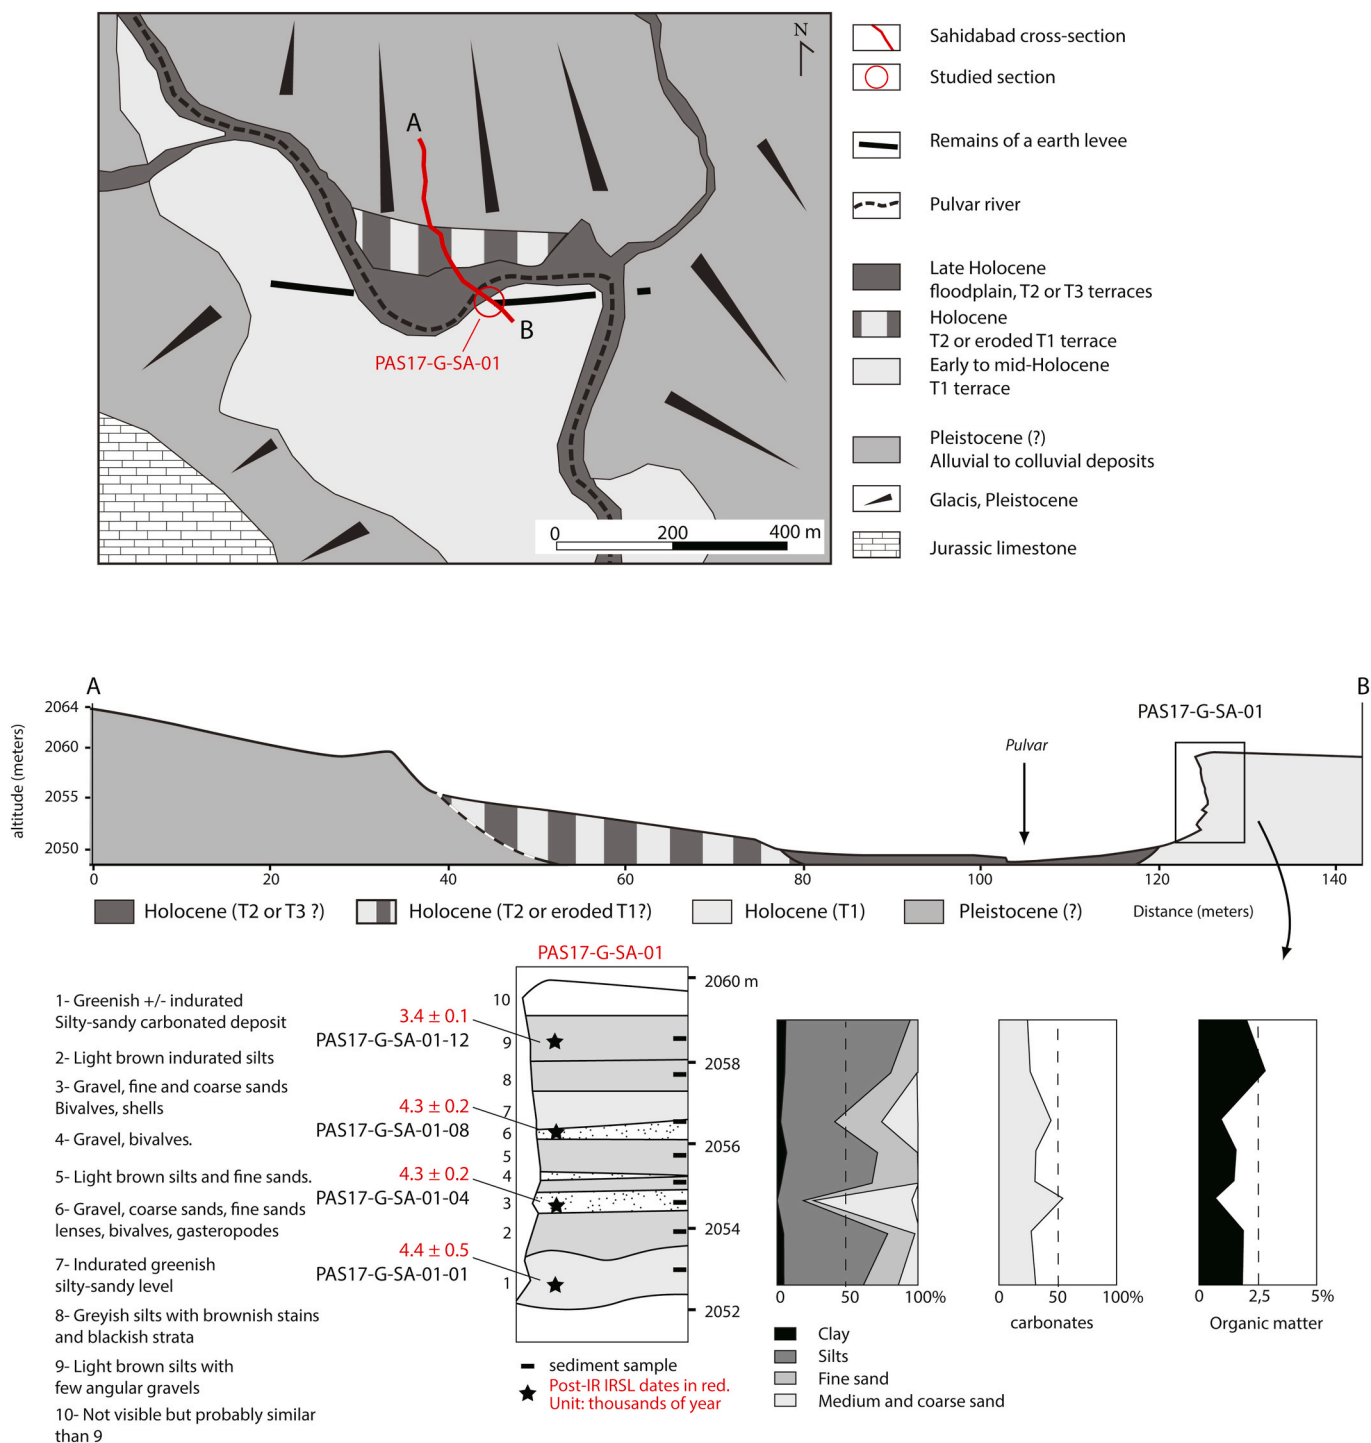 N
A
B
PAS17-G-SA-01
0 200 400 m
Sahidabad cross-section
Studied section
Remains of a earth levee
Pulvar river
Late Holocene
floodplain, T2 or T3 terraces
Holocene
T2 or eroded T1 terrace
Early to mid-Holocene
T1 terrace
Pleistocene (?)
Alluvial to colluvial deposits
Glacis, Pleistocene
Jurassic limestone
A
B
altitude (meters)
2064
2060
2055
2050
Pulvar
PAS17-G-SA-01
0 20 40 60 80 100 120 140
Distance (meters)
Holocene (T2 or T3 ?)
Holocene (T2 or eroded T1?)
Holocene (T1)
Pleistocene (?)
1- Greenish +/- indurated
Silty-sandy carbonated deposit
2- Light brown indurated silts
3- Gravel, fine and coarse sands
Bivalves, shells
4- Gravel, bivalves.
5- Light brown silts and fine sands.
6- Gravel, coarse sands, fine sands
lenses, bivalves, gasteropodes
7- Indurated greenish
silty-sandy level
8- Greyish silts with brownish stains
and blackish strata
9- Light brown silts with
few angular gravels
10- Not visible but probably similar
than 9
PAS17-G-SA-01
3.4 ± 0.1
PAS17-G-SA-01-12
4.3 ± 0.2
PAS17-G-SA-01-08
4.3 ± 0.2
PAS17-G-SA-01-04
4.4 ± 0.5
PAS17-G-SA-01-01
10
9
8
7
6
5
4
3
2
1
2060 m
2058
2056
2054
2052
sediment sample
Post-IR IRSL dates in red.
Unit: thousands of year
0 50 100%
Clay
Silts
Fine sand
Medium and coarse sand
0 50 100%
carbonates
0 2,5 5%
Organic matter